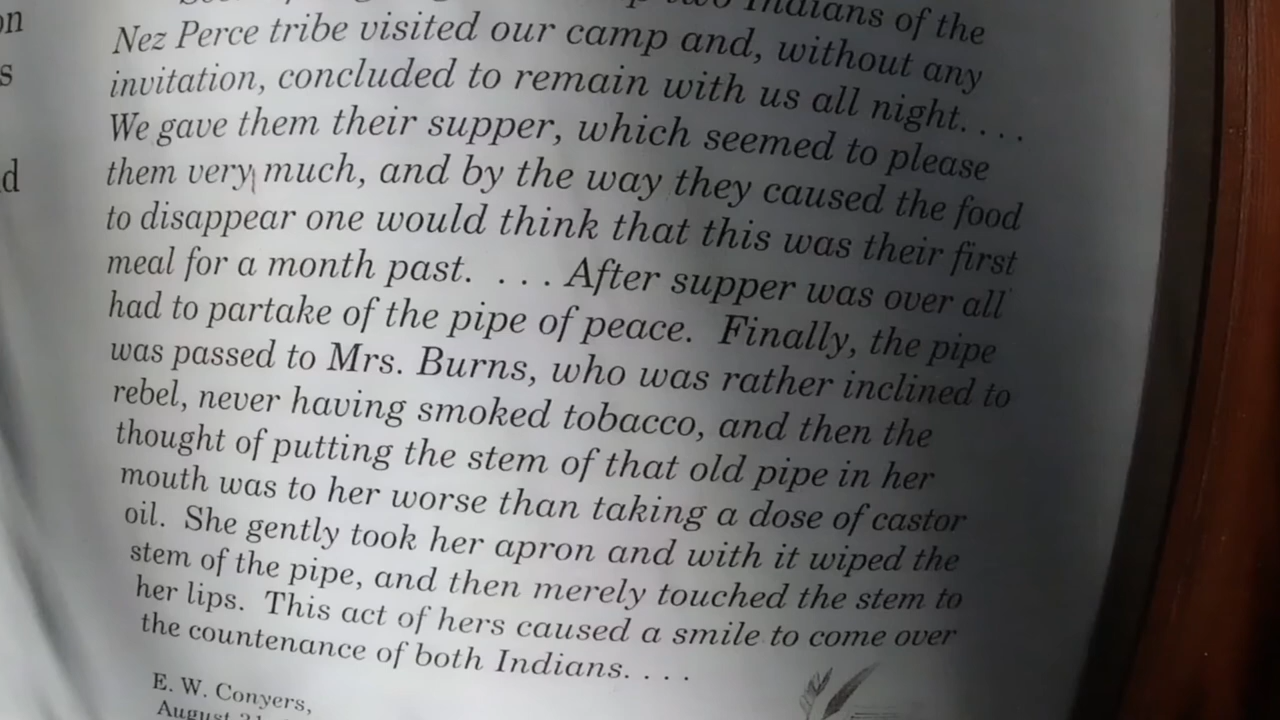 on
Indians of the
Nez Perce tribe visited our camp and, without any
s
invitation, concluded to remain with us all night. . . .
We gave them their supper, which seemed to please
d
them very much, and by the way they caused the food
to disappear one would think that this was their first
meal for a month past. . . . After supper was over all
had to partake of the pipe of peace. Finally, the pipe
was passed to Mrs. Burns, who was rather inclined to
rebel, never having smoked tobacco, and then the
thought of putting the stem of that old pipe in her
mouth was to her worse than taking a dose of castor
oil. She gently took her apron and with it wiped the
stem of the pipe, and then merely touched the stem to
her lips. This act of hers caused a smile to come over
the countenance of both Indians. . . .
E. W. Conyers,
August